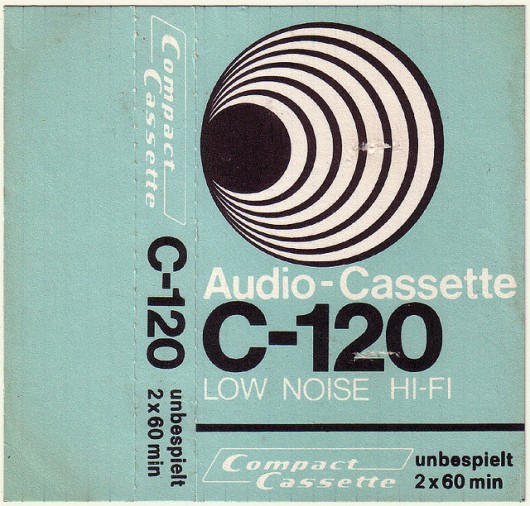 Compact
Cassette
C-120
unbespielt
2 x 60 min
Audio-Cassette
C-120
LOW NOISE HI-FI
Compact
Cassette
unbespielt
2 x 60 min